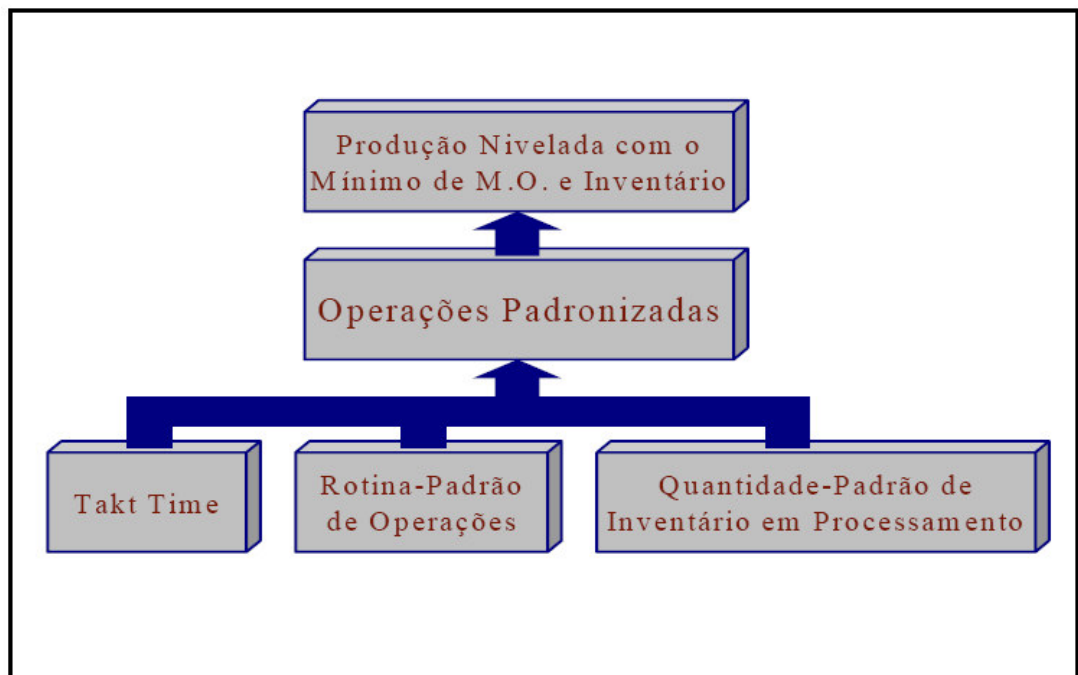 Produção Nivelada com o
Mínimo de M.O. e Inventário
Operações Padronizadas
Takt Time
Rotina-Padrão
de Operações
Quantidade-Padrão de
Inventário em Processamento